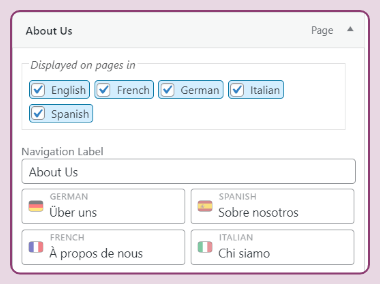 About Us Page
Displayed on pages in
English French German Italian
Spanish
Navigation Label
About Us
GERMAN SPANISH
Über uns Sobre nosotros
FRENCH ITALIAN
À propos de nous Chi siamo